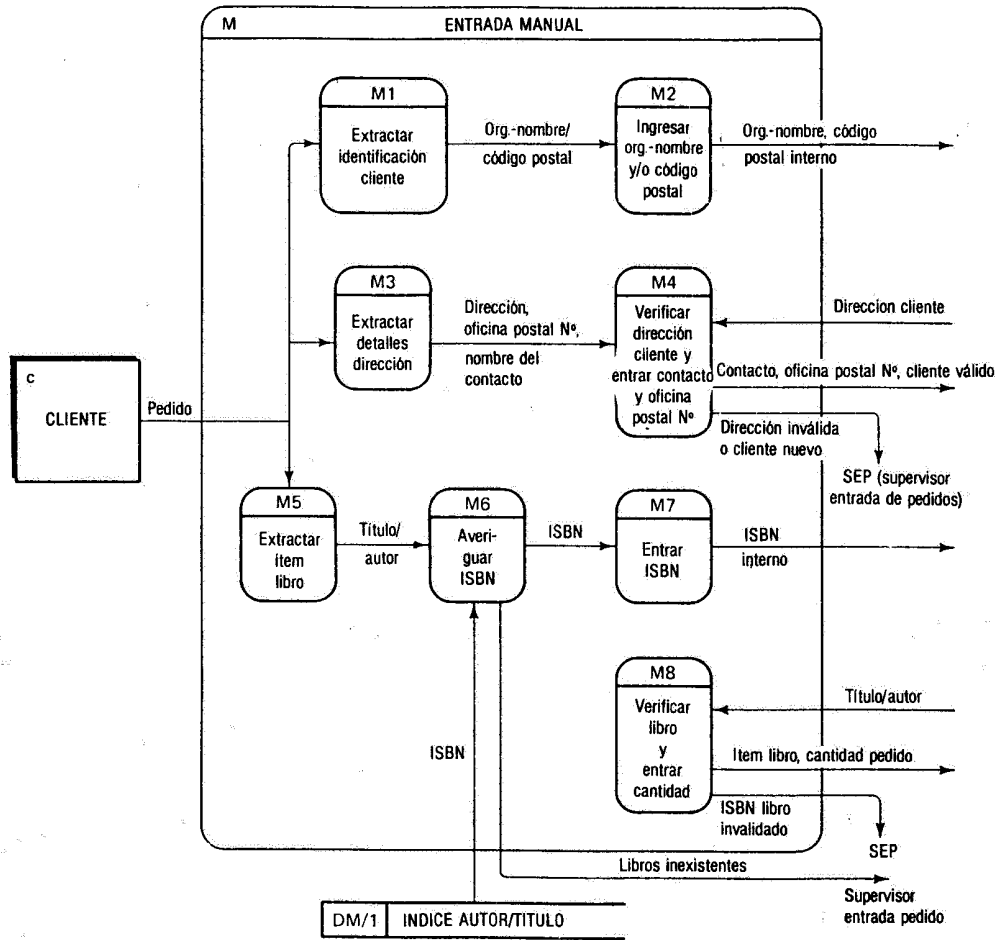 M
ENTRADA MANUAL
M1
Extractar
identificación
cliente
Org.-nombre/
código postal
M2
Ingresar
org.-nombre
y/o código
postal
Org.-nombre, código
postal interno
M3
Extractar
detalles
dirección
Dirección,
oficina postal Nº,
nombre del
contacto
M4
Verificar
dirección
cliente y
entrar contacto
y oficina
postal Nº
Direccion cliente
Contacto, oficina postal Nº, cliente válido
Dirección inválida
o cliente nuevo
SEP (supervisor
entrada de pedidos)
c
CLIENTE
Pedido
M5
Extractar
ítem
libro
Título/
autor
M6
Averi-
guar
ISBN
ISBN
M7
Entrar
ISBN
ISBN
interno
M8
Verificar
libro
y
entrar
cantidad
Título/autor
Item libro, cantidad pedido
ISBN libro
invalidado
SEP
ISBN
Libros inexistentes
Supervisor
entrada pedido
DM/1
INDICE AUTOR/TITULO